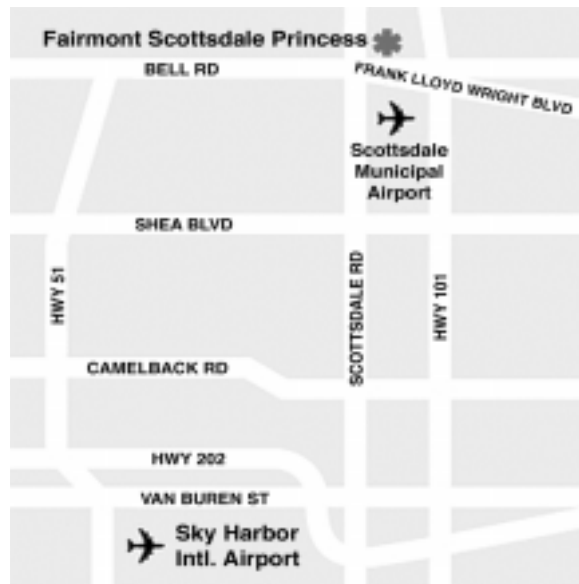 Fairmont Scottsdale Princess
BELL RD
FRANK LLOYD WRIGHT BLVD
Scottsdale
Municipal
Airport
SHEA BLVD
HWY 51
SCOTTSDALE RD
HWY 101
CAMELBACK RD
HWY 202
VAN BUREN ST
Sky Harbor
Intl. Airport